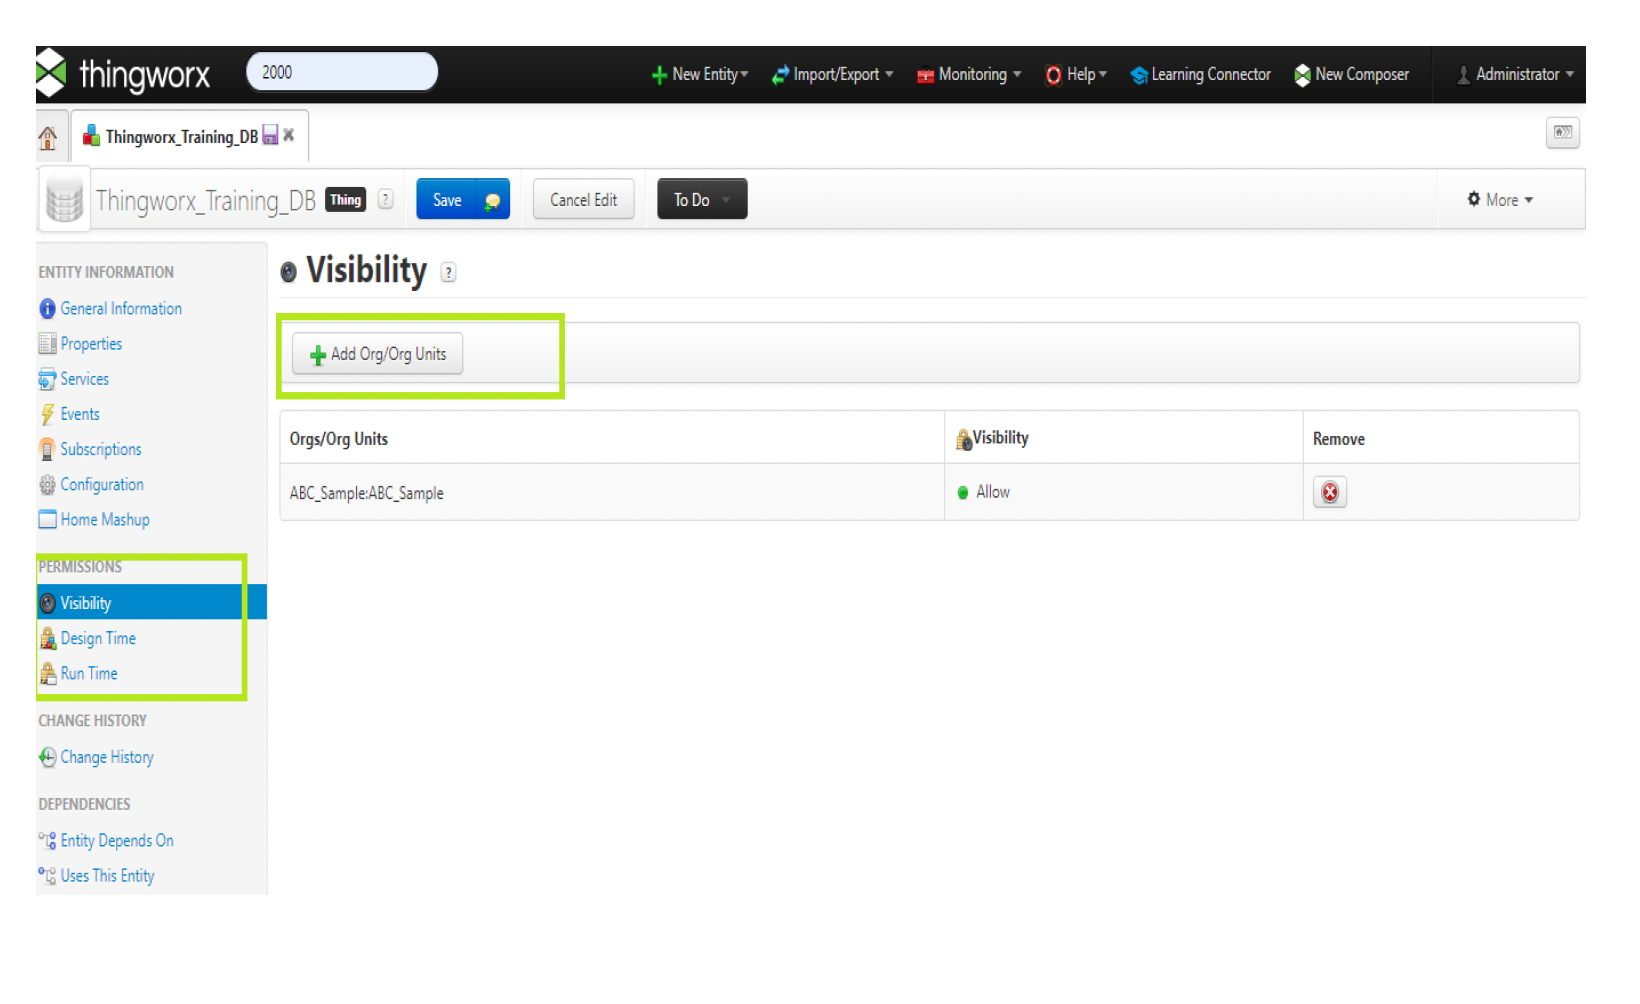 thingworx 2000 New Entity Import/Export Monitoring Help Learning Connector New Composer Administrator
Thingworx_Training_DB
Thingworx_Training_DB Thing ? Save Cancel Edit To Do More
ENTITY INFORMATION
General Information
Properties
Services
Events
Subscriptions
Configuration
Home Mashup
PERMISSIONS
Visibility
Design Time
Run Time
CHANGE HISTORY
Change History
DEPENDENCIES
Entity Depends On
Uses This Entity
Visibility ?
Add Org/Org Units
Orgs/Org Units Visibility Remove
ABC_Sample:ABC_Sample Allow